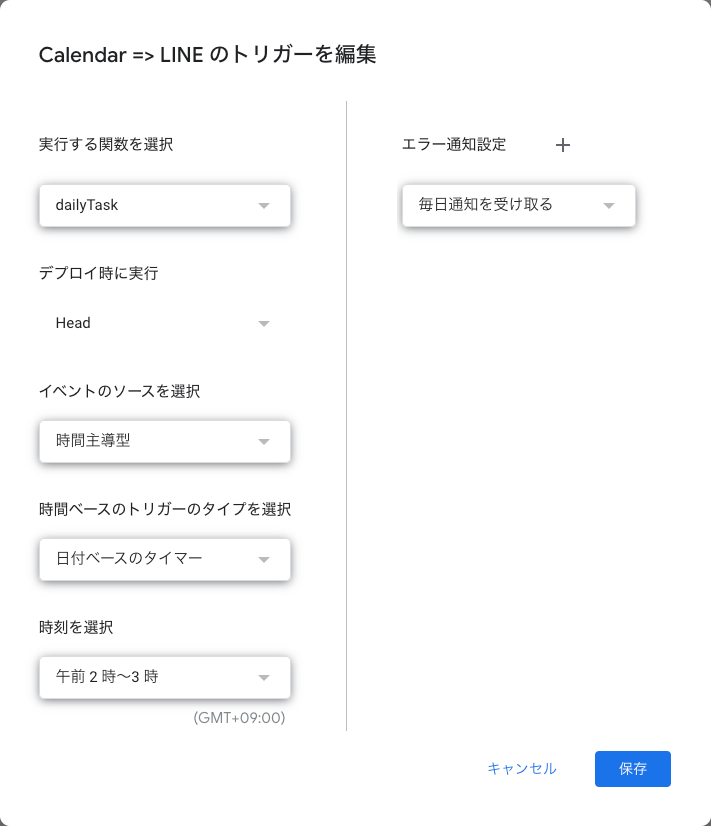 Calendar => LINE のトリガーを編集
実行する関数を選択
dailyTask
デプロイ時に実行
Head
イベントのソースを選択
時間主導型
時間ベースのトリガーのタイプを選択
日付ベースのタイマー
時刻を選択
午前 2 時～3 時
(GMT+09:00)
エラー通知設定 +
毎日通知を受け取る
キャンセル
保存